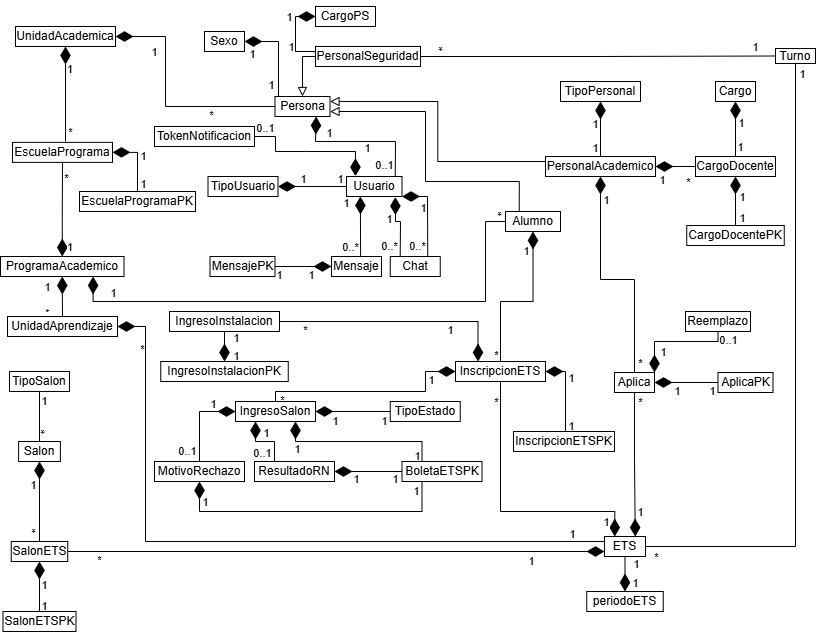 CargoPS
1
UnidadAcademica
Sexo
1
1
1
PersonalSeguridad
*
1
Turno
1
1
1
TipoPersonal
Cargo
Persona
*
1
1
TokenNotificacion
0..1
1
1
1
1
*
EscuelaPrograma
1
1
EscuelaProgramaPK
*
0..1
TipoUsuario
1
1
Usuario
PersonalAcademico
1
*
CargoDocente
1
1
1
CargoDocentePK
1
1
1
*
Alumno
1
0..*
0..*
0..*
1
ProgramaAcademico
MensajePK
1
1
Mensaje
Chat
1
1
*
UnidadAprendizaje
*
IngresoInstalacion
*
1
Reemplazo
0..1
1
1
IngresoInstalacionPK
*
InscripcionETS
1
1
*
1
Aplica
1
1
AplicaPK
TipoSalon
1
*
1
*
1
IngresoSalon
1
1
TipoEstado
*
*
Salon
1
InscripcionETSPK
1
0..1
0..1
1
1
1
MotivoRechazo
ResultadoRN
1
1
BoletaETSPK
1
1
*
1
1
1
SalonETS
*
1
ETS
*
1
1
1
1
periodoETS
SalonETSPK